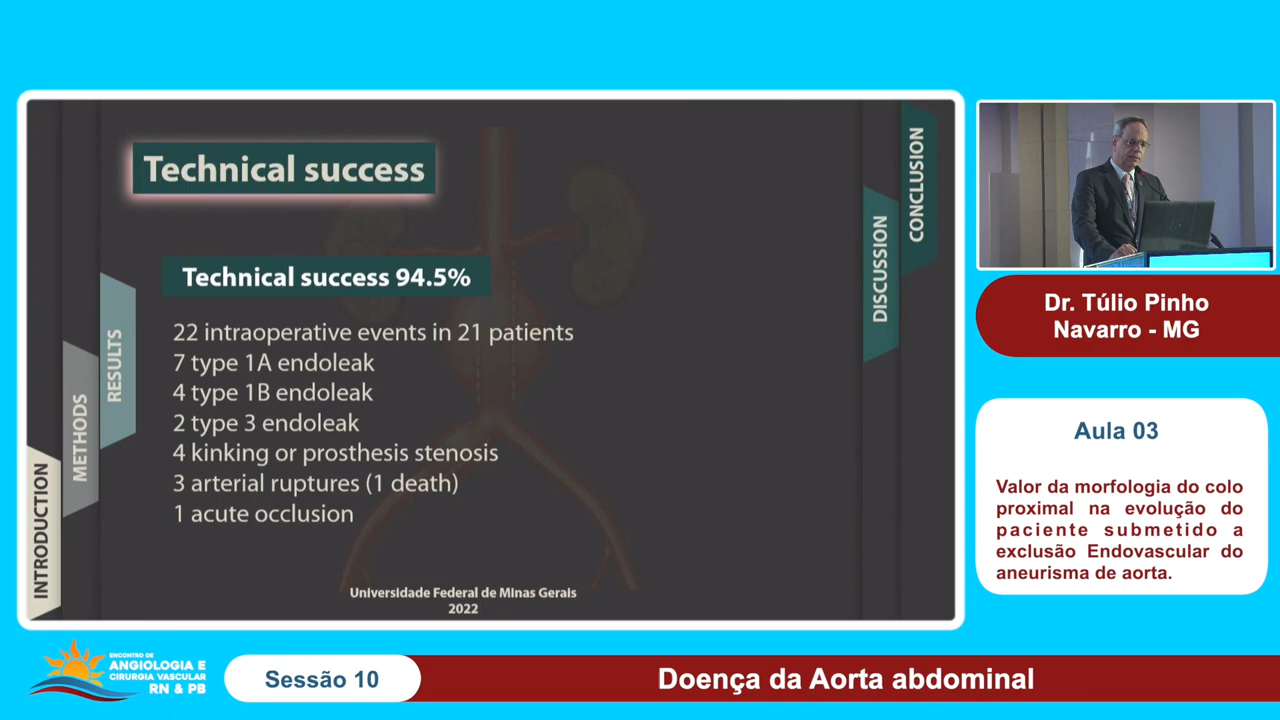 Technical success
Technical success 94.5%
22 intraoperative events in 21 patients
7 type 1A endoleak
4 type 1B endoleak
2 type 3 endoleak
4 kinking or prosthesis stenosis
3 arterial ruptures (1 death)
1 acute occlusion
Universidade Federal de Minas Gerais
2022
INTRODUCTION
METHODS
RESULTS
DISCUSSION
CONCLUSION
Dr. Túlio Pinho
Navarro - MG
Aula 03
Valor da morfologia do colo
proximal na evolução do
paciente submetido a
exclusão Endovascular do
aneurisma de aorta.
ENCONTRO DE
ANGIOLOGIA E
CIRURGIA VASCULAR
RN & PB
Sessão 10
Doença da Aorta abdominal